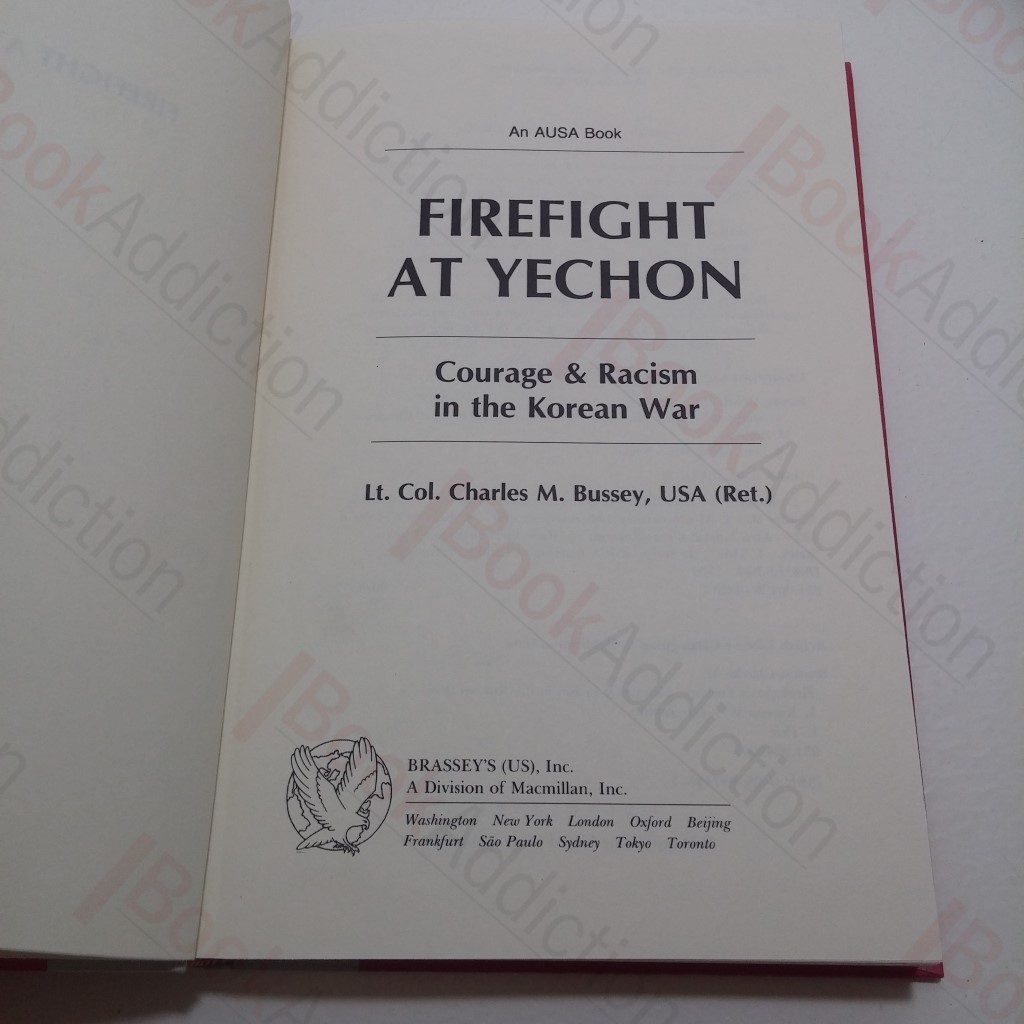 An AUSA Book
FIREFIGHT
AT YECHON
Courage & Racism
in the Korean War
Lt. Col. Charles M. Bussey, USA (Ret.)
BRASSEY'S (US), Inc.
A Division of Macmillan, Inc.
Washington New York London Oxford Beijing
Frankfurt São Paulo Sydney Tokyo Toronto
BookAddiction